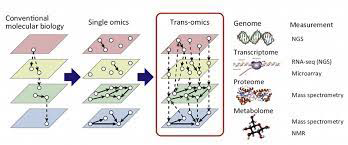 Conventional
molecular biology
Single omics
Trans-omics
Genome
Measurement
NGS
Transcriptome
RNA-seq (NGS)
Microarray
Proteome
Mass spectrometry
Metabolome
Mass spectrometry
NMR